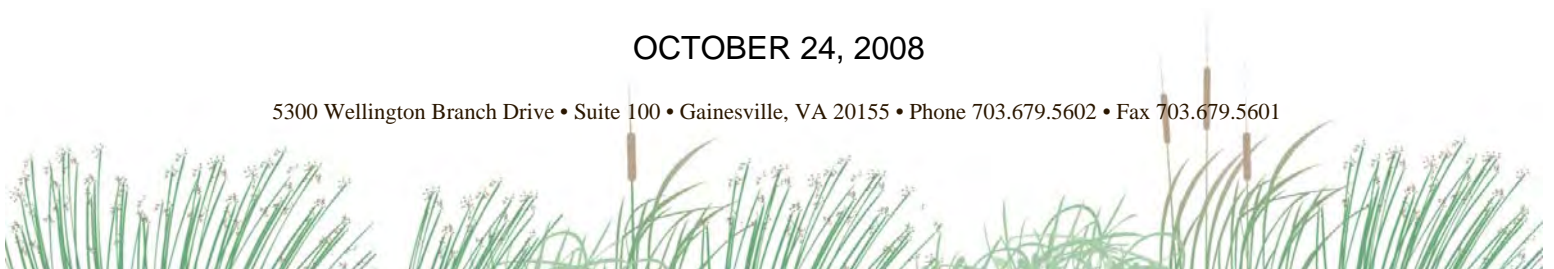 OCTOBER 24, 2008
5300 Wellington Branch Drive • Suite 100 • Gainesville, VA 20155 • Phone 703.679.5602 • Fax 703.679.5601